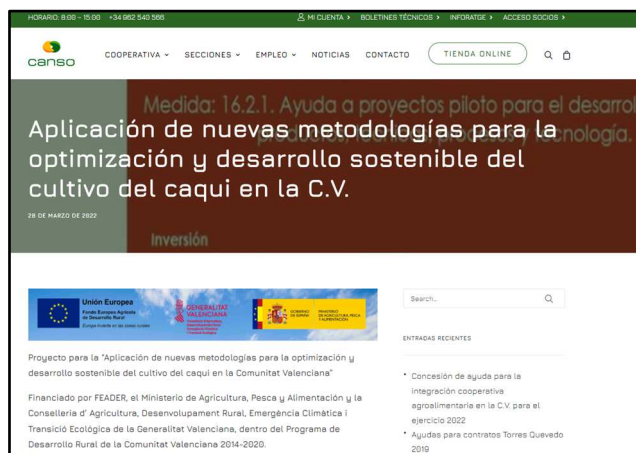 HORARIO: 8:00 - 15:00 +34 962 540 566
MI CUENTA > BOLETINES TÉCNICOS > INFORATGE > ACCESO SOCIOS >
canso
COOPERATIVA SECCIONES EMPLEO NOTICIAS CONTACTO TIENDA ONLINE
Medida: 16.2.1. Ayuda a proyectos piloto para el desarrol
Aplicación de nuevas metodologías para la
optimización y desarrollo sostenible del
cultivo del caqui en la C.V.
28 DE MARZO DE 2022
Inversión
Unión Europea
Fondo Europeo Agrícola
de Desarrollo Rural
Europa invierte en las zonas rurales
GENERALITAT
VALENCIANA
GOBIERNO
DE ESPAÑA
MINISTERIO
DE AGRICULTURA, PESCA
Y ALIMENTACIÓN
Search...
ENTRADAS RECIENTES
Proyecto para la "Aplicación de nuevas metodologías para la optimización y
desarrollo sostenible del cultivo del caqui en la Comunitat Valenciana"
Financiado por FEADER, el Ministerio de Agricultura, Pesca y Alimentación y la
Conselleria d' Agricultura, Desenvolupament Rural, Emergència Climàtica i
Transició Ecològica de la Generalitat Valenciana, dentro del Programa de
Desarrollo Rural de la Comunitat Valenciana 2014-2020.
• Concesión de ayuda para la
integración cooperativa
agroalimentaria en la C.V. para el
ejercicio 2022
• Ayudas para contratos Torres Quevedo
2019